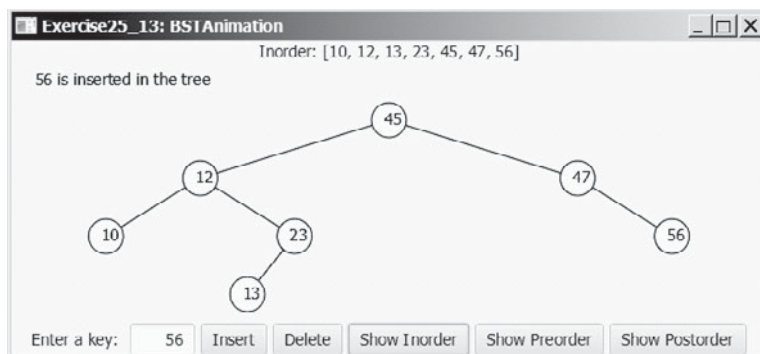 Exercise25_13: BSTAnimation
Inorder: [10, 12, 13, 23, 45, 47, 56]
56 is inserted in the tree
45
12
47
10
23
56
13
Enter a key: 56 Insert Delete Show Inorder Show Preorder Show Postorder